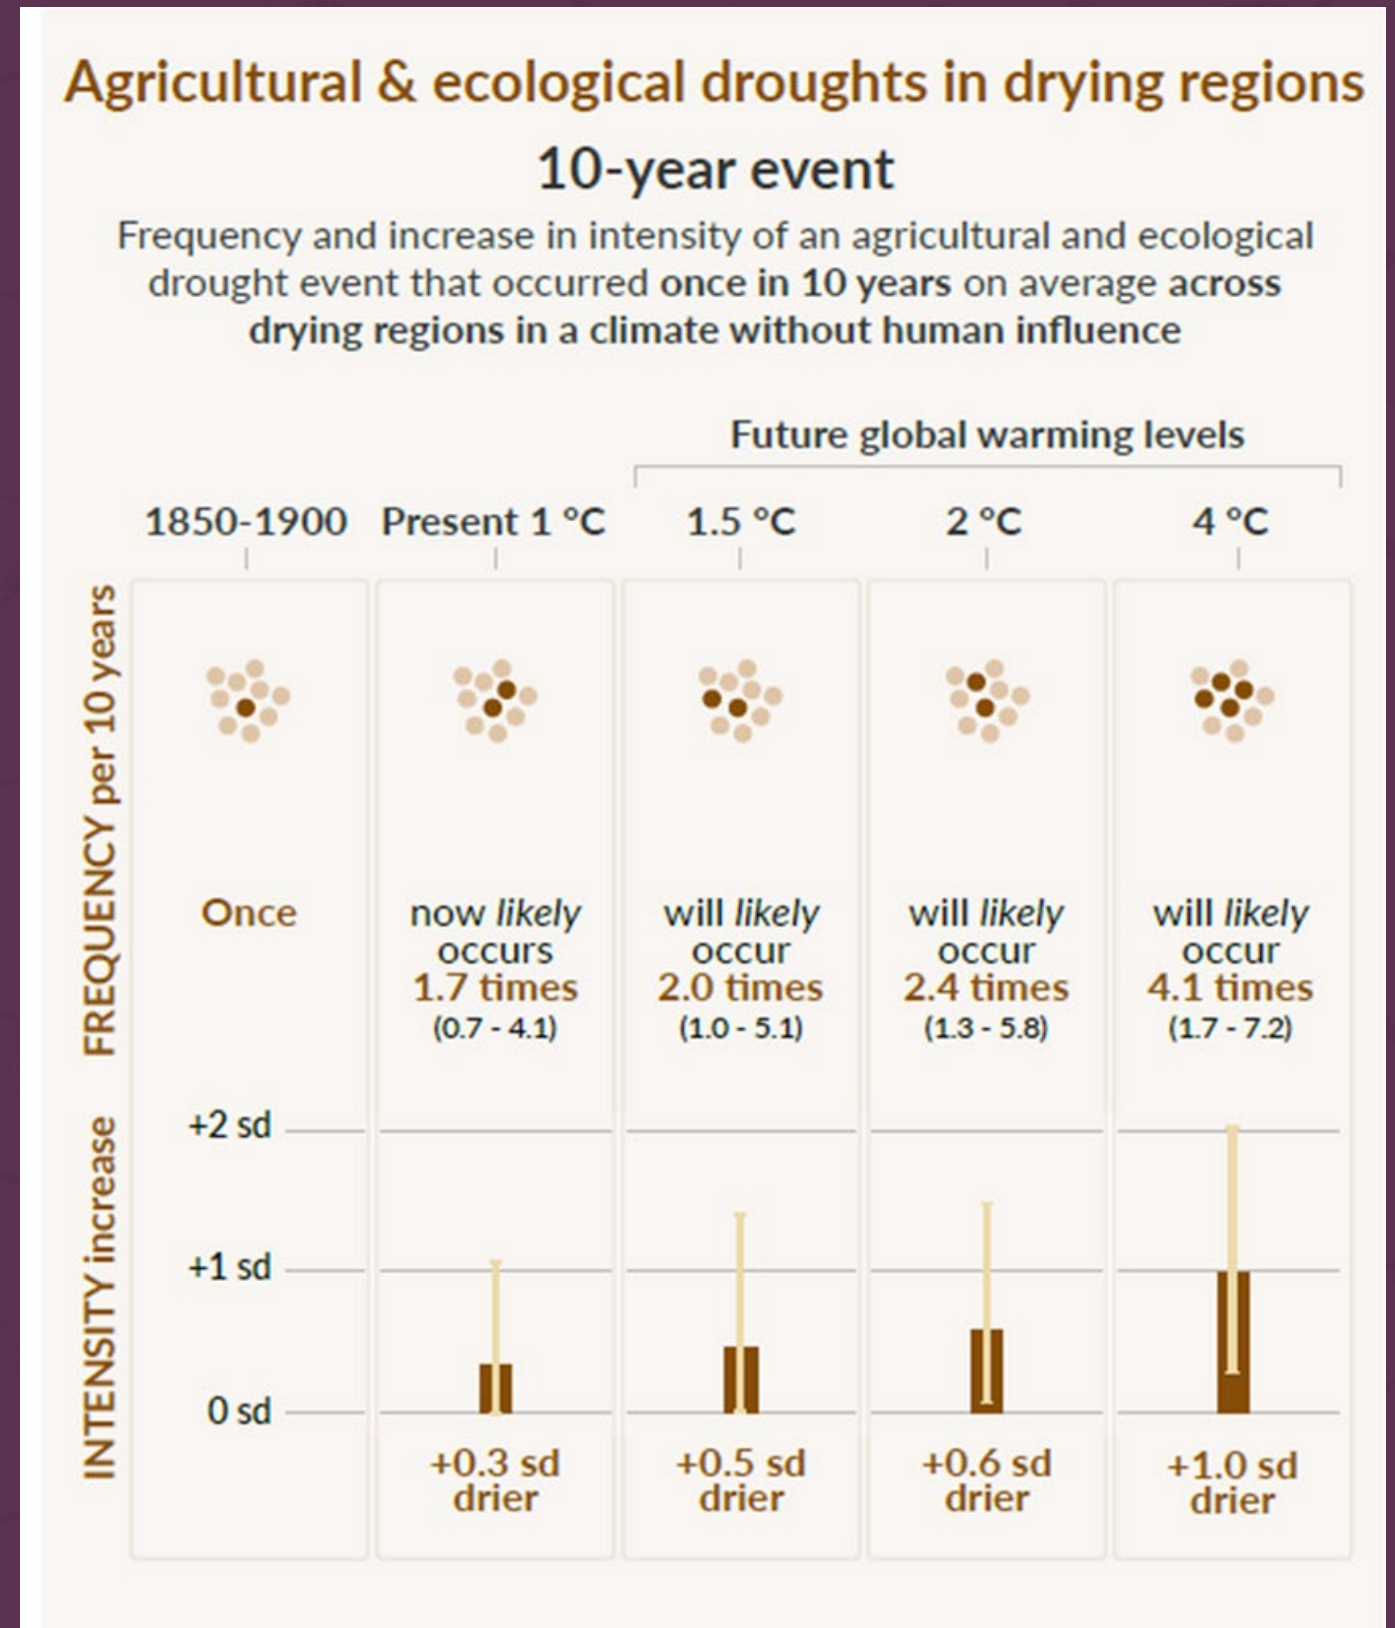 Agricultural & ecological droughts in drying regions
10-year event
Frequency and increase in intensity of an agricultural and ecological
drought event that occurred once in 10 years on average across
drying regions in a climate without human influence
Future global warming levels
1850-1900
Present 1 °C
1.5 °C
2 °C
4 °C
FREQUENCY per 10 years
Once
now likely
occurs
1.7 times
(0.7 - 4.1)
will likely
occur
2.0 times
(1.0 - 5.1)
will likely
occur
2.4 times
(1.3 - 5.8)
will likely
occur
4.1 times
(1.7 - 7.2)
INTENSITY increase
+2 sd
+1 sd
0 sd
+0.3 sd
drier
+0.5 sd
drier
+0.6 sd
drier
+1.0 sd
drier